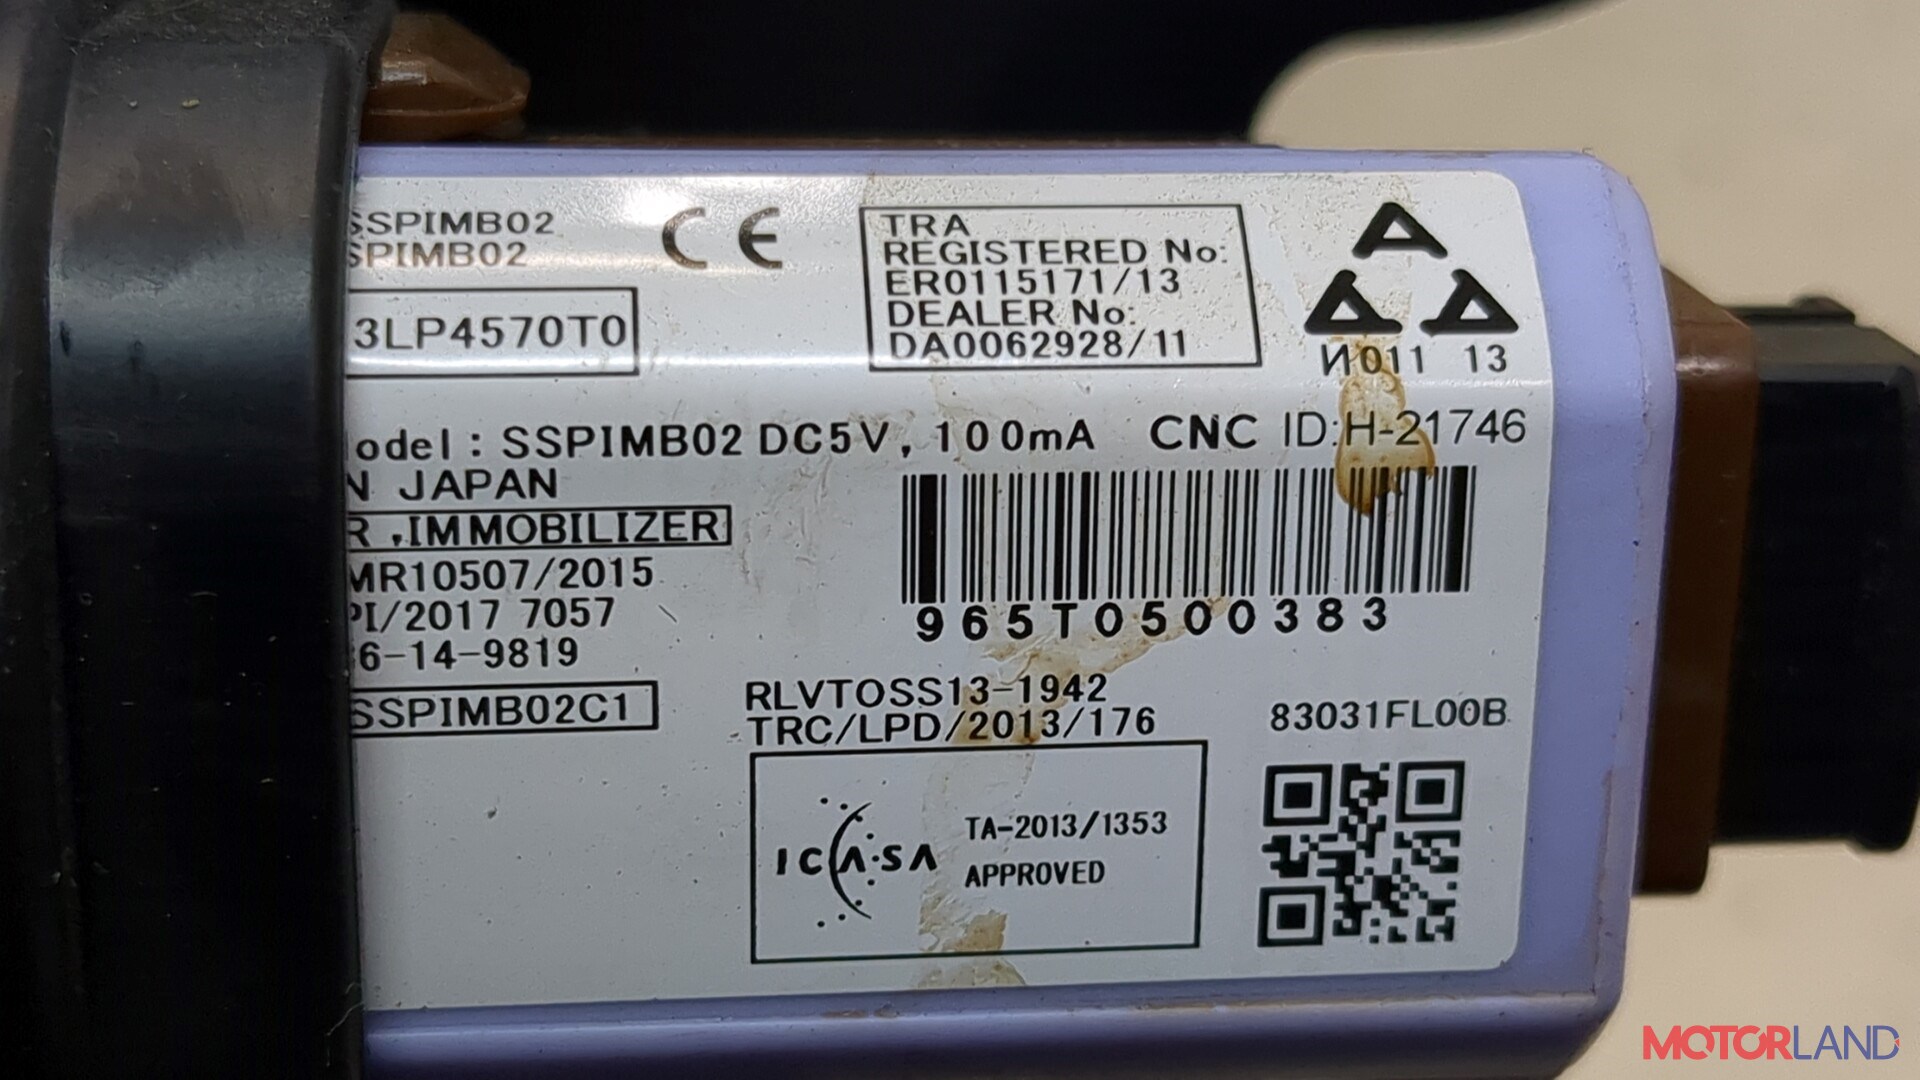 SSPIMB02
SPIMB02
CE
TRA
REGISTERED No:
ER0115171/13
DEALER No:
DA0062928/11
И011 13
3LP4570T0
odel : SSPIMB02 DC5V, 100mA CNC ID:H-21746
N JAPAN
R ,IMMOBILIZER
MR10507/2015
PI/2017 7057
6-14-9819
SSPIMB02C1
965T0500383
RLVTOSS13-1942
TRC/LPD/2013/176
83031FL00B
ICASA
TA-2013/1353
APPROVED
MOTORLAND